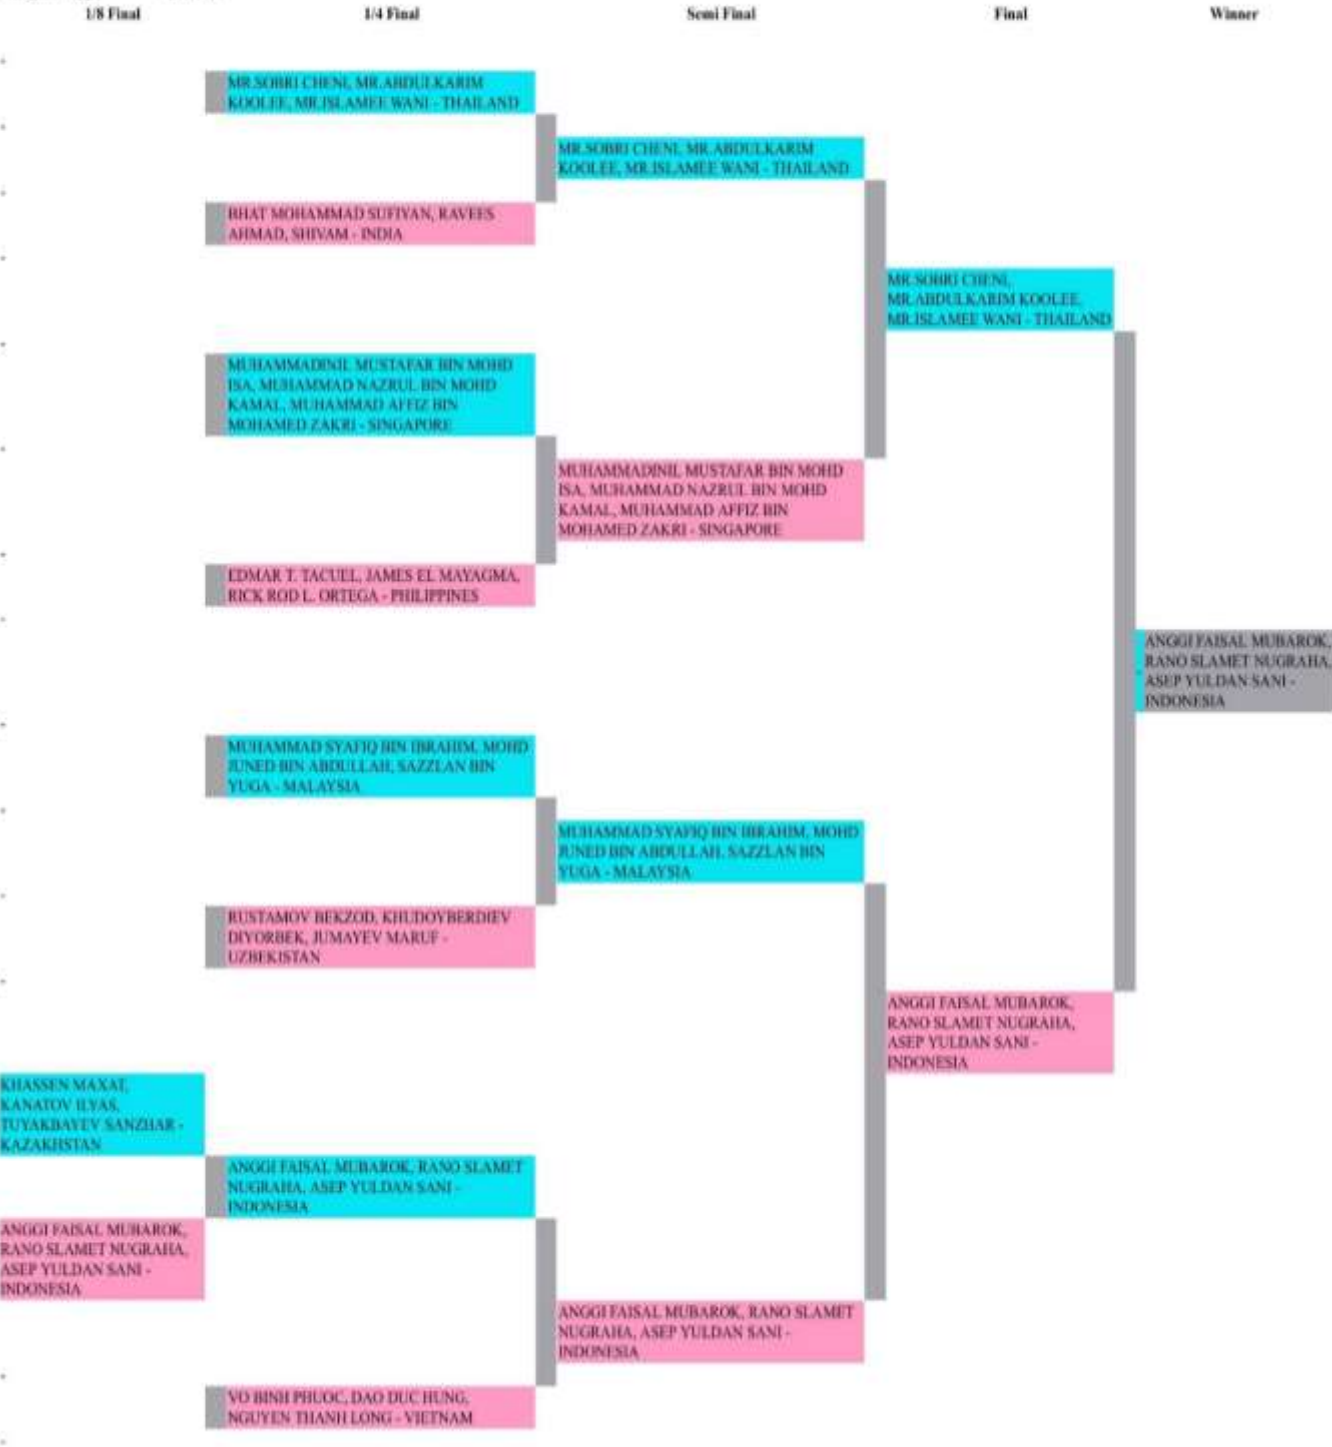 1/8 Final 1/4 Final Semi Final Final Winner
MR.SOBRI CHENI, MR.ABDULKARIM
KOOLEE, MR.ISLAMEE WANI - THAILAND
MR.SOBRI CHENI, MR.ABDULKARIM
KOOLEE, MR.ISLAMEE WANI - THAILAND
BHAT MOHAMMAD SUFIYAN, RAVEES
AHMAD, SHIVAM - INDIA
MR.SOBRI CHENI,
MR.ABDULKARIM KOOLEE,
MR.ISLAMEE WANI - THAILAND
MUHAMMADINIL MUSTAFAR BIN MOHD
ISA, MUHAMMAD NAZRUL BIN MOHD
KAMAL, MUHAMMAD AFFIZ BIN
MOHAMED ZAKRI - SINGAPORE
MUHAMMADINIL MUSTAFAR BIN MOHD
ISA, MUHAMMAD NAZRUL BIN MOHD
KAMAL, MUHAMMAD AFFIZ BIN
MOHAMED ZAKRI - SINGAPORE
EDMAR T. TACUEL, JAMES EL MAYAGMA,
RICK ROD L. ORTEGA - PHILIPPINES
ANGGI FAISAL MUBAROK,
RANO SLAMET NUGRAHA,
ASEP YULDAN SANI -
INDONESIA
MUHAMMAD SYAFIQ BIN IBRAHIM, MOHD
JUNED BIN ABDULLAH, SAZZLAN BIN
YUGA - MALAYSIA
MUHAMMAD SYAFIQ BIN IBRAHIM, MOHD
JUNED BIN ABDULLAH, SAZZLAN BIN
YUGA - MALAYSIA
RUSTAMOV BEKZOD, KHUDOYBERDIEV
DIYORBEK, JUMAYEV MARUF -
UZBEKISTAN
ANGGI FAISAL MUBAROK,
RANO SLAMET NUGRAHA,
ASEP YULDAN SANI -
INDONESIA
KHASSEN MAXAT,
KANATOV ILYAS,
TUYAKBAYEV SANZHAR -
KAZAKHSTAN
ANGGI FAISAL MUBAROK, RANO SLAMET
NUGRAHA, ASEP YULDAN SANI -
INDONESIA
ANGGI FAISAL MUBAROK,
RANO SLAMET NUGRAHA,
ASEP YULDAN SANI -
INDONESIA
ANGGI FAISAL MUBAROK, RANO SLAMET
NUGRAHA, ASEP YULDAN SANI -
INDONESIA
VO BINH PHUOC, DAO DUC HUNG,
NGUYEN THANH LONG - VIETNAM